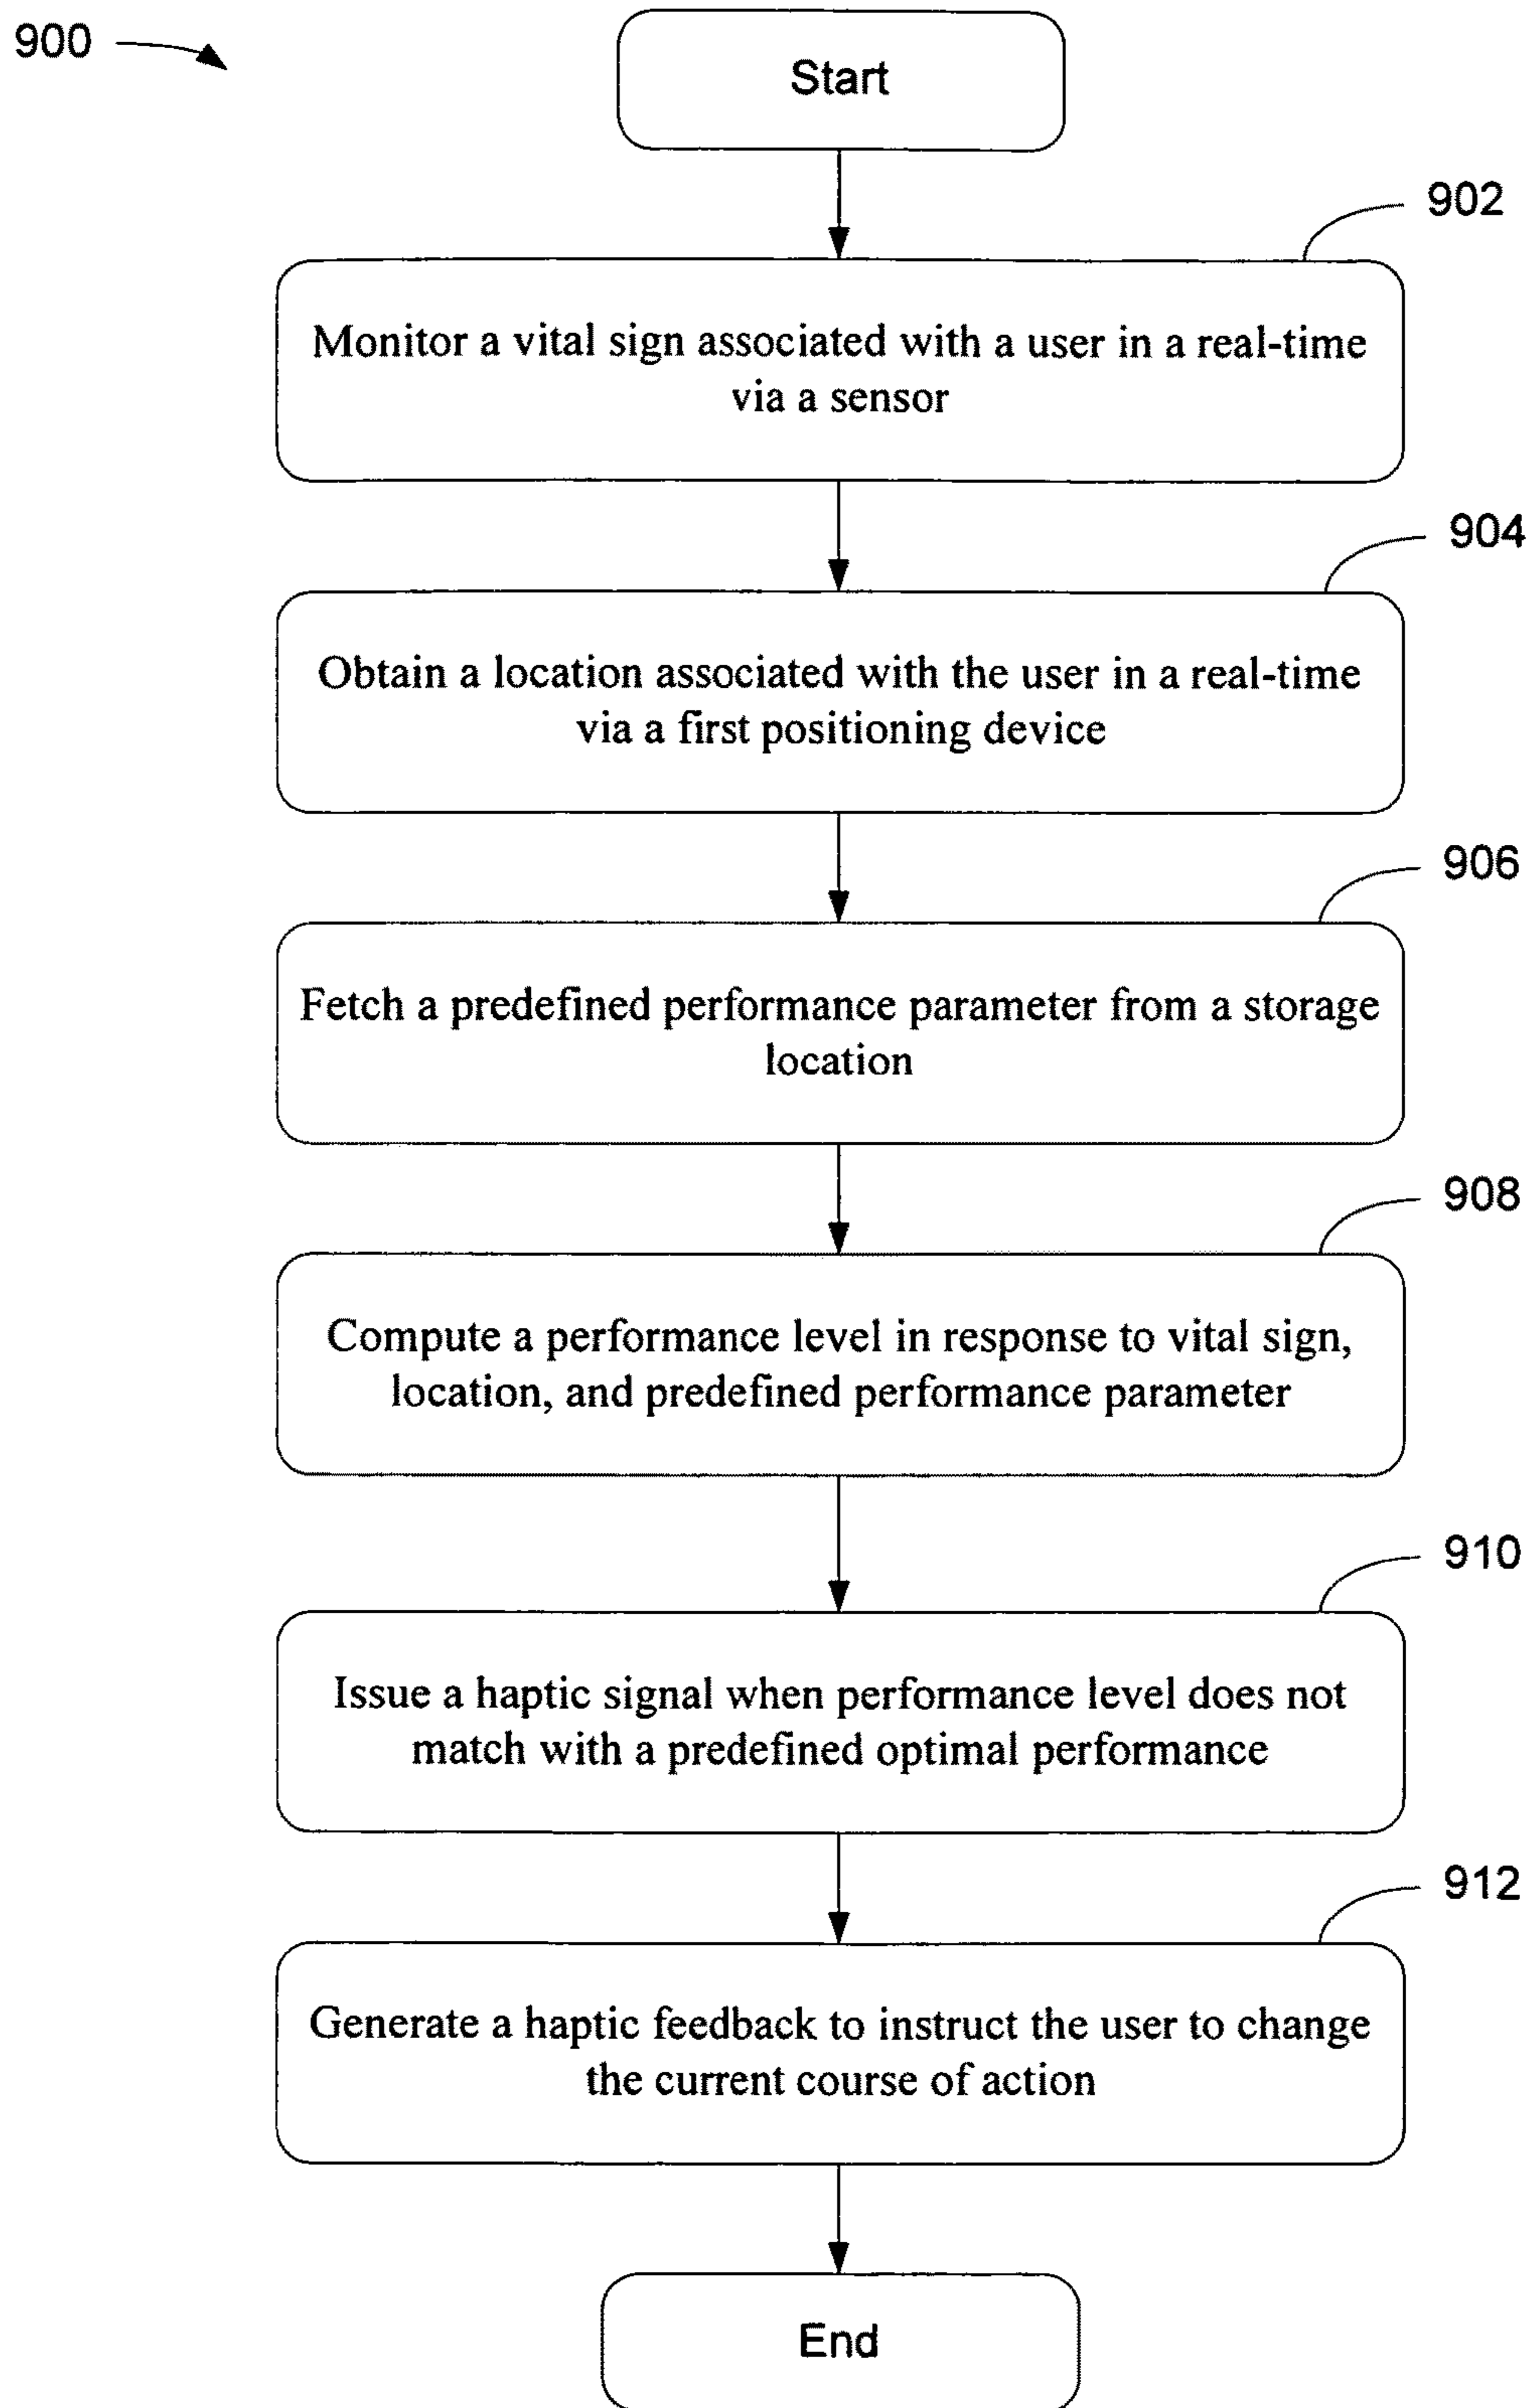 900
Start
902
Monitor a vital sign associated with a user in a real-time
via a sensor
904
Obtain a location associated with the user in a real-time
via a first positioning device
906
Fetch a predefined performance parameter from a storage
location
908
Compute a performance level in response to vital sign,
location, and predefined performance parameter
910
Issue a haptic signal when performance level does not
match with a predefined optimal performance
912
Generate a haptic feedback to instruct the user to change
the current course of action
End